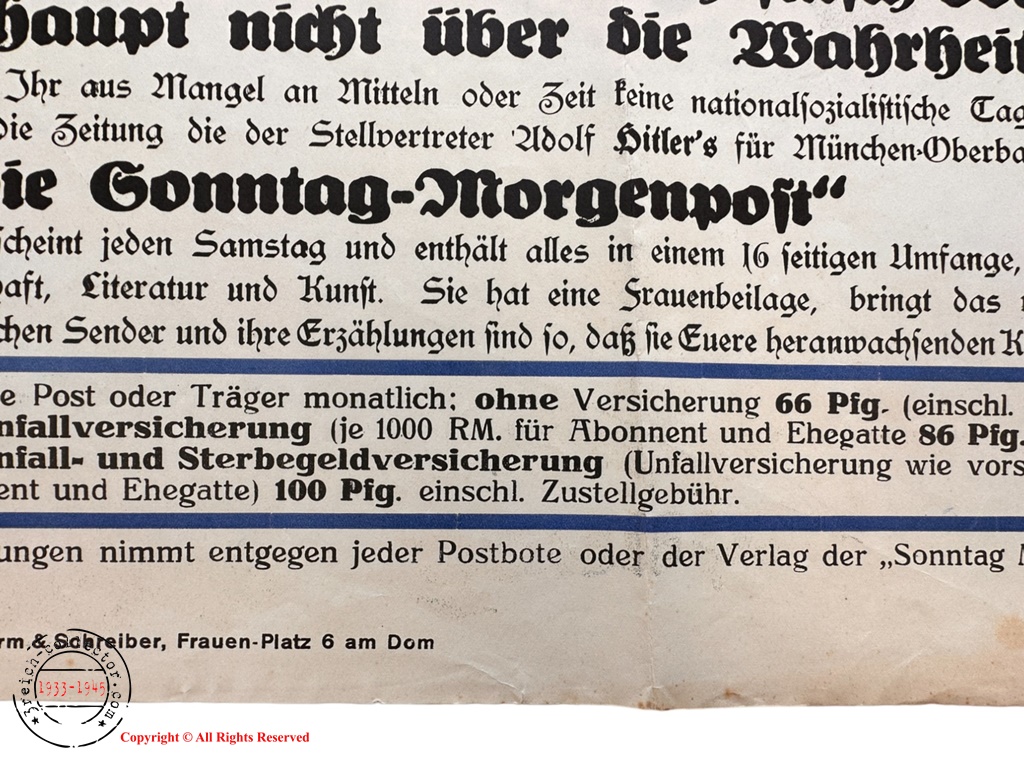 haupt nicht über die Wahrheit
Ihr aus Mangel an Mitteln oder Zeit keine nationalsozialistische Tag
Die Zeitung die der Stellvertreter Adolf Hitler's für München-Oberba
ie Sonntag-Morgenpost“
scheint jeden Samstag und enthält alles in einem 16 seitigen Umfange,
haft, Literatur und Kunst. Sie hat eine Frauenbeilage, bringt das
chen Sender und ihre Erzählungen sind so, daß sie Euere heranwachsenden K
e Post oder Träger monatlich: ohne Versicherung 66 Pfg. (einschl.
nfallversicherung (je 1000 RM. für Abonnent und Ehegatte 86 Pfg.
nfall- und Sterbegeldversicherung (Unfallversicherung wie vors
ent und Ehegatte) 100 Pfg. einschl. Zustellgebühr.
ungen nimmt entgegen jeder Postbote oder der Verlag der „Sonntag M
rm & Schreiber, Frauen-Platz 6 am Dom
3reich-collector.com
1933-1945
Copyright © All Rights Reserved